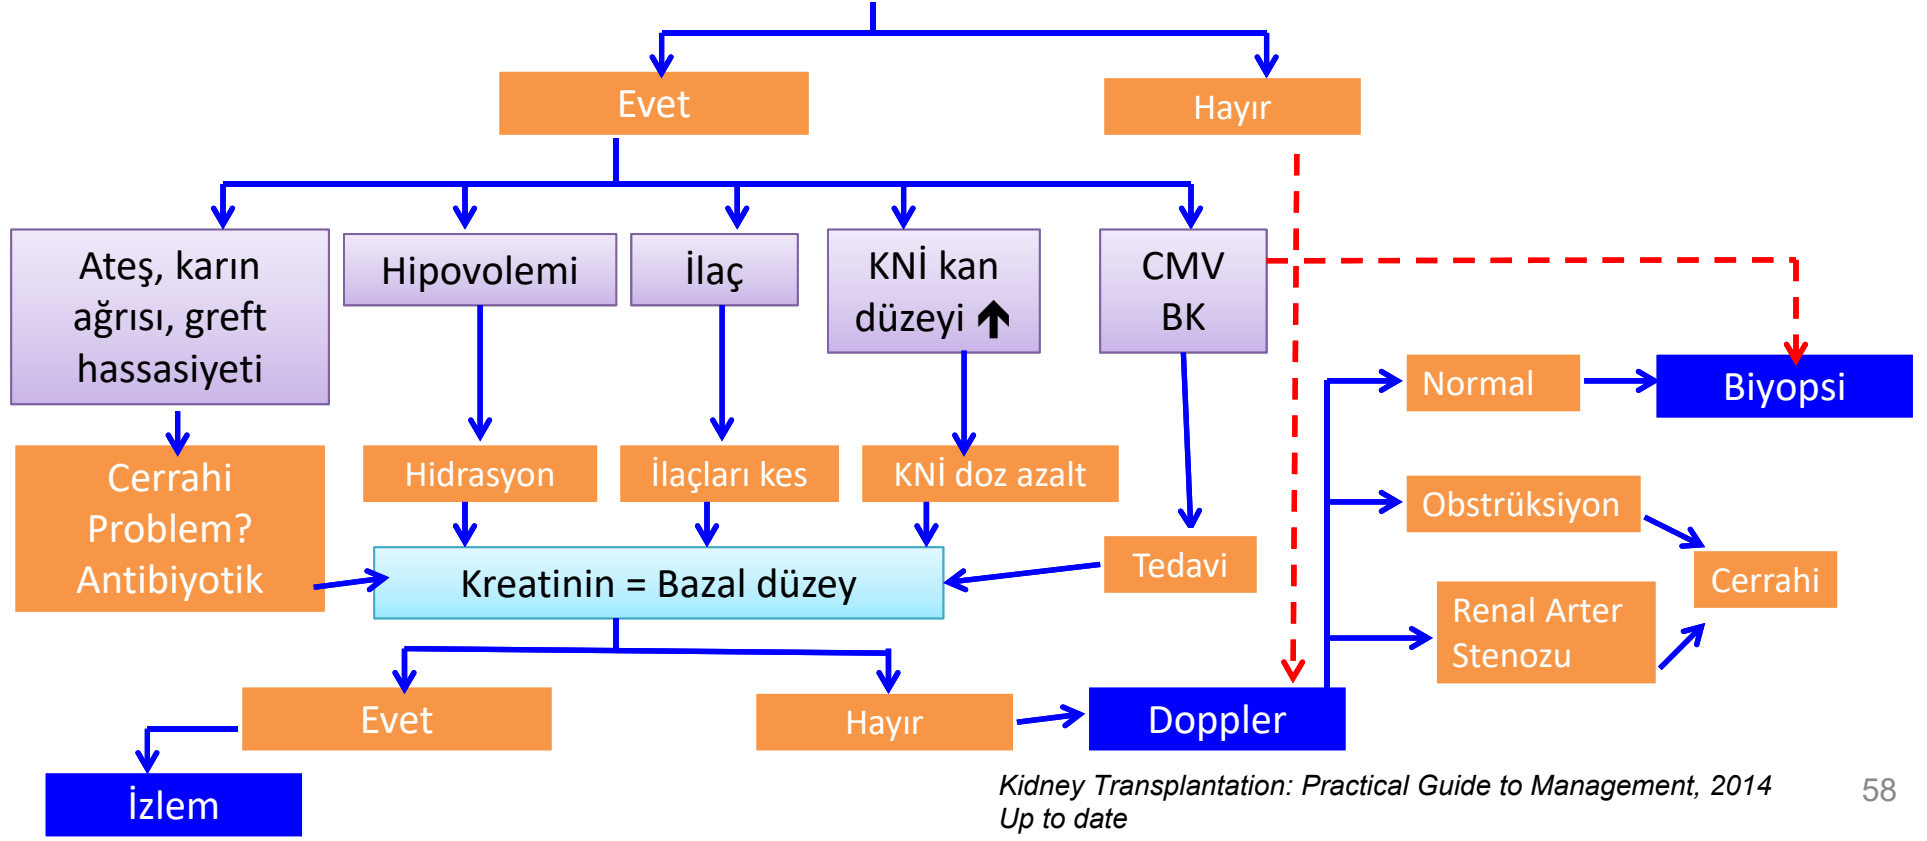 Evet
Hayır
Ateş, karın
ağrısı, greft
hassasiyeti
Hipovolemi
İlaç
KNİ kan
düzeyi ↑
CMV
BK
Normal
Biyopsi
Cerrahi
Problem?
Antibiyotik
Hidrasyon
İlaçları kes
KNİ doz azalt
Obstrüksiyon
Tedavi
Kreatinin = Bazal düzey
Cerrahi
Renal Arter
Stenozu
Evet
Hayır
Doppler
İzlem
Kidney Transplantation: Practical Guide to Management, 2014
Up to date
58